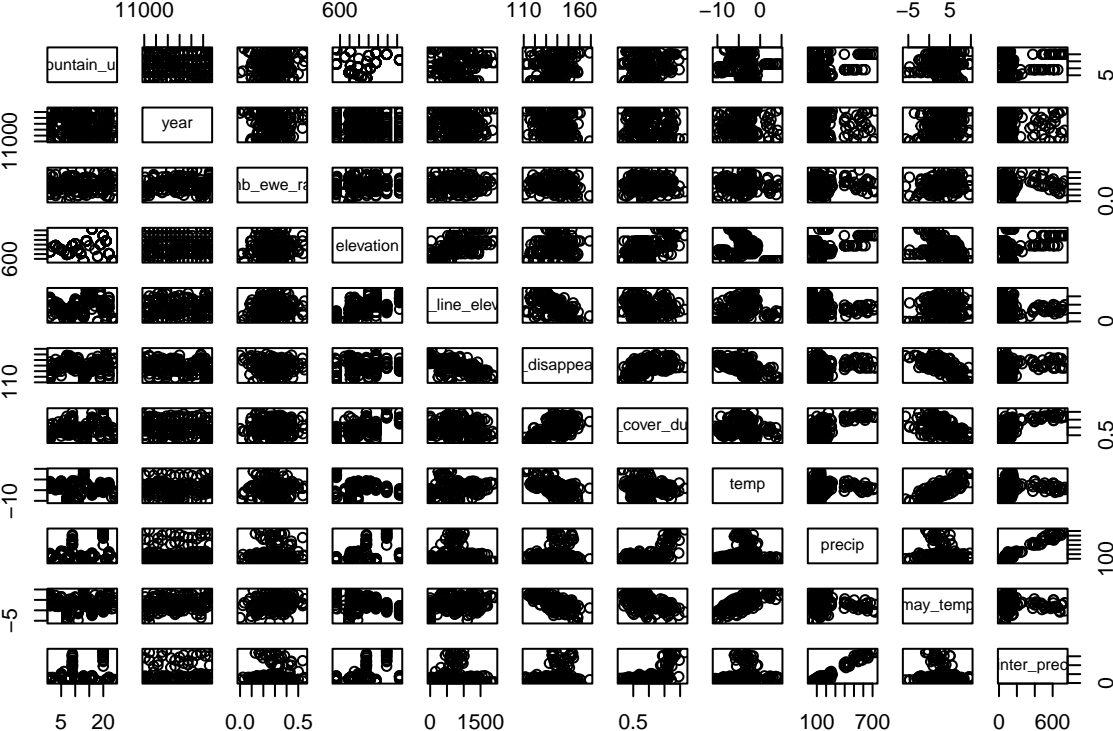 11000 600 110 160 −10 0 −5 5
ountain_u
5
year
11000
nb_ewe_ra
0.0
elevation
600
_line_elev
0
_disappea
110
_cover_du
0.5
temp
−10
precip
100
may_temp
−5
nter_prec
0
5 20 0.0 0.5 0 1500 0.5 100 700 0 600